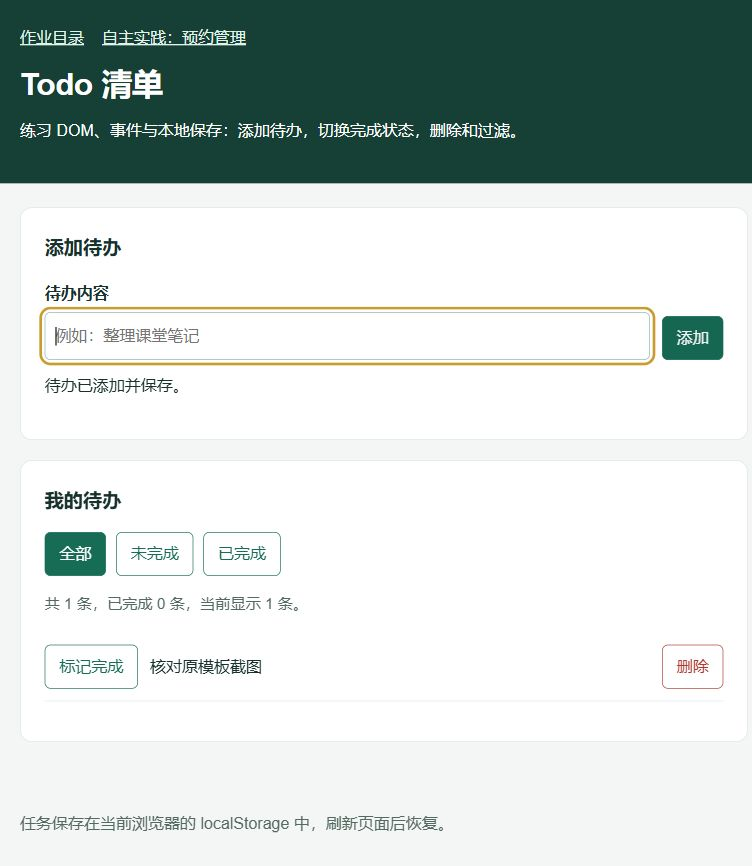 作业目录 自主实践：预约管理
Todo 清单
练习 DOM、事件与本地保存：添加待办，切换完成状态，删除和过滤。
添加待办
待办内容
例如：整理课堂笔记 添加
待办已添加并保存。
我的待办
全部 未完成 已完成
共 1 条，已完成 0 条，当前显示 1 条。
标记完成 核对原模板截图 删除
任务保存在当前浏览器的 localStorage 中，刷新页面后恢复。